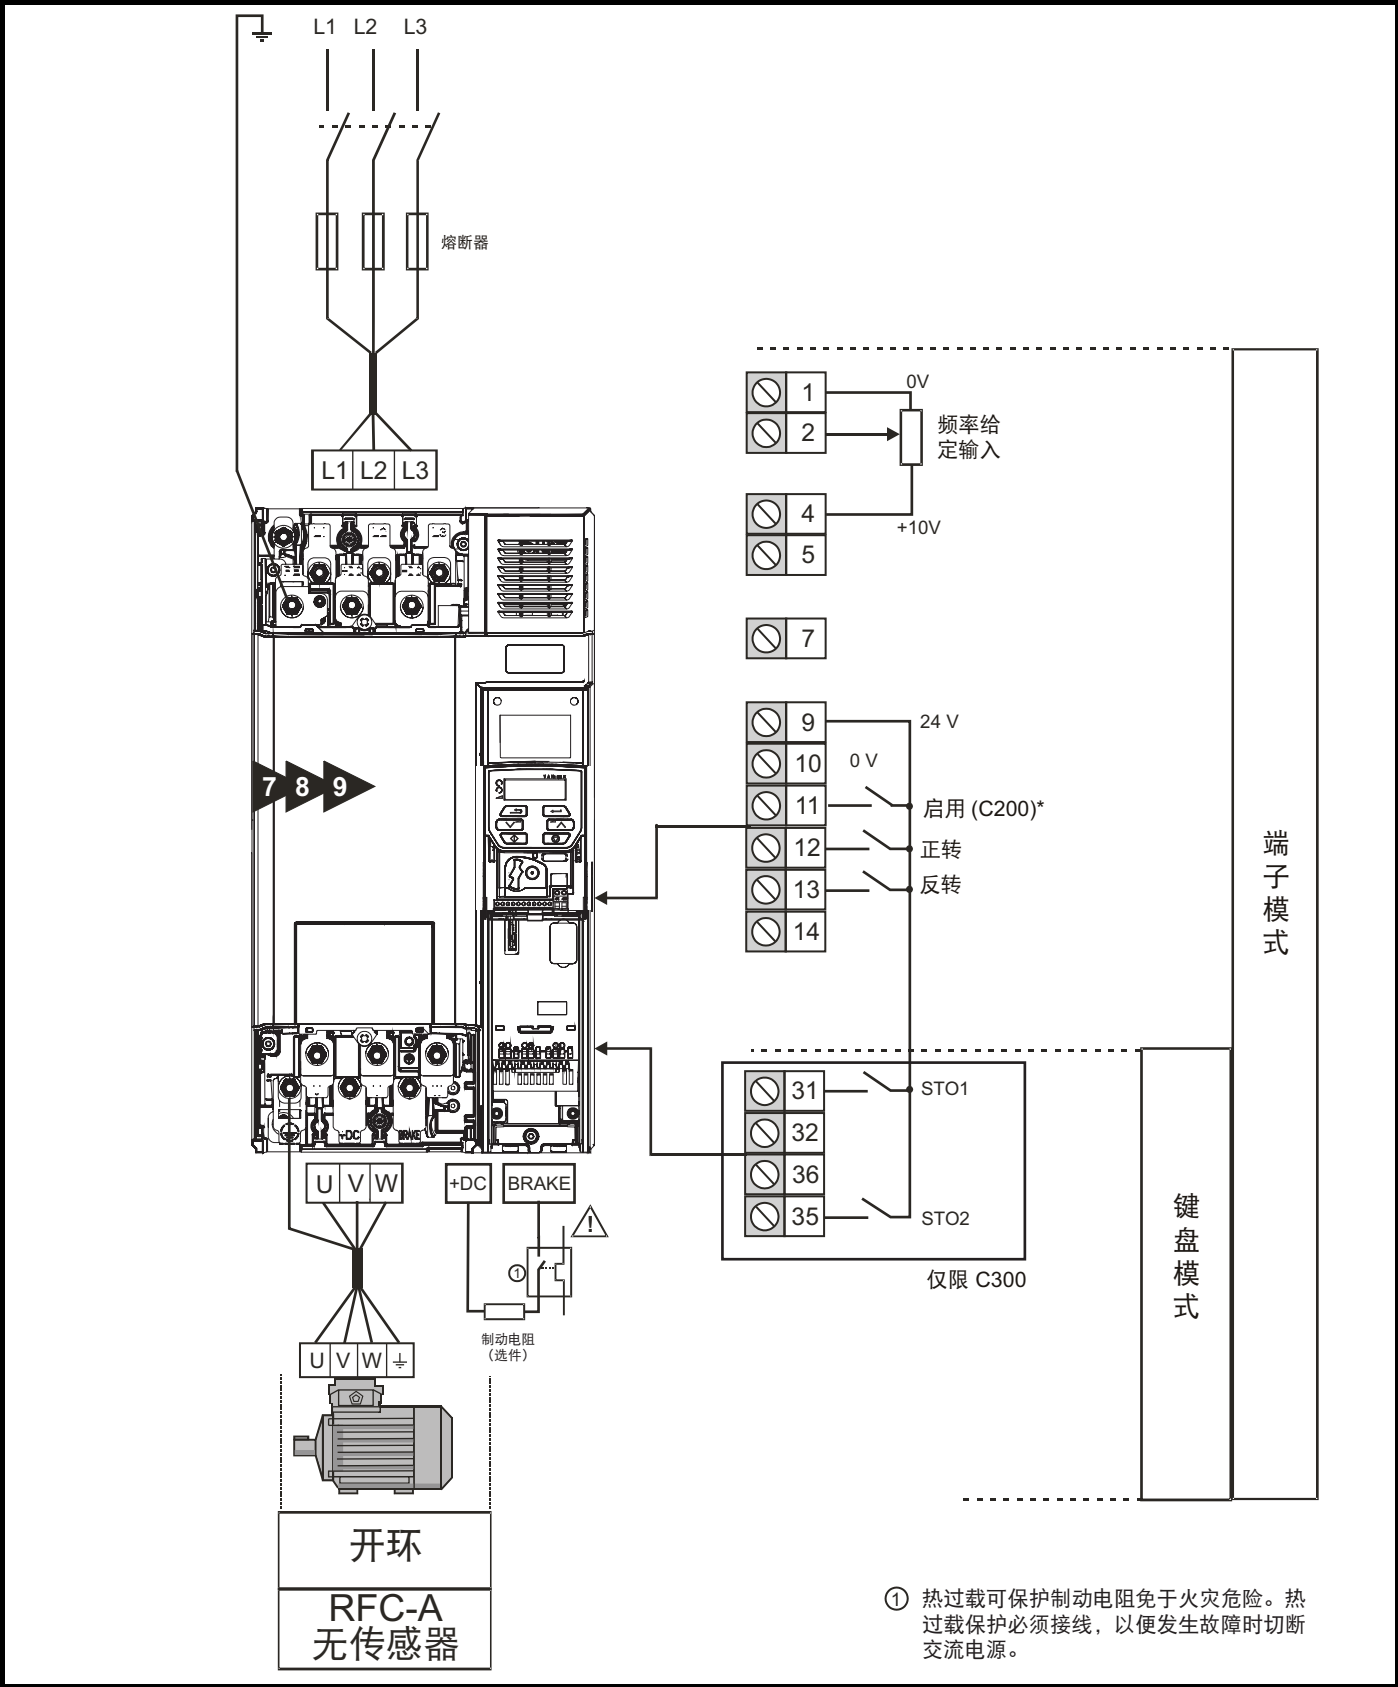 L1 L2 L3
熔断器
L1 L2 L3
1 0V
2 频率给
定输入
4 +10V
5
7
9 24 V
10 0 V
11 启用 (C200)*
12 正转
13 反转
14
7 8 9
端子模式
31 STO1
32
36
35 STO2
仅限 C300
键盘模式
+DC BRAKE
U V W
+DC BRAKE
!
1
制动电阻
(选件)
U V W
开环
RFC-A
无传感器
① 热过载可保护制动电阻免于火灾危险。热
过载保护必须接线，以便发生故障时切断
交流电源。